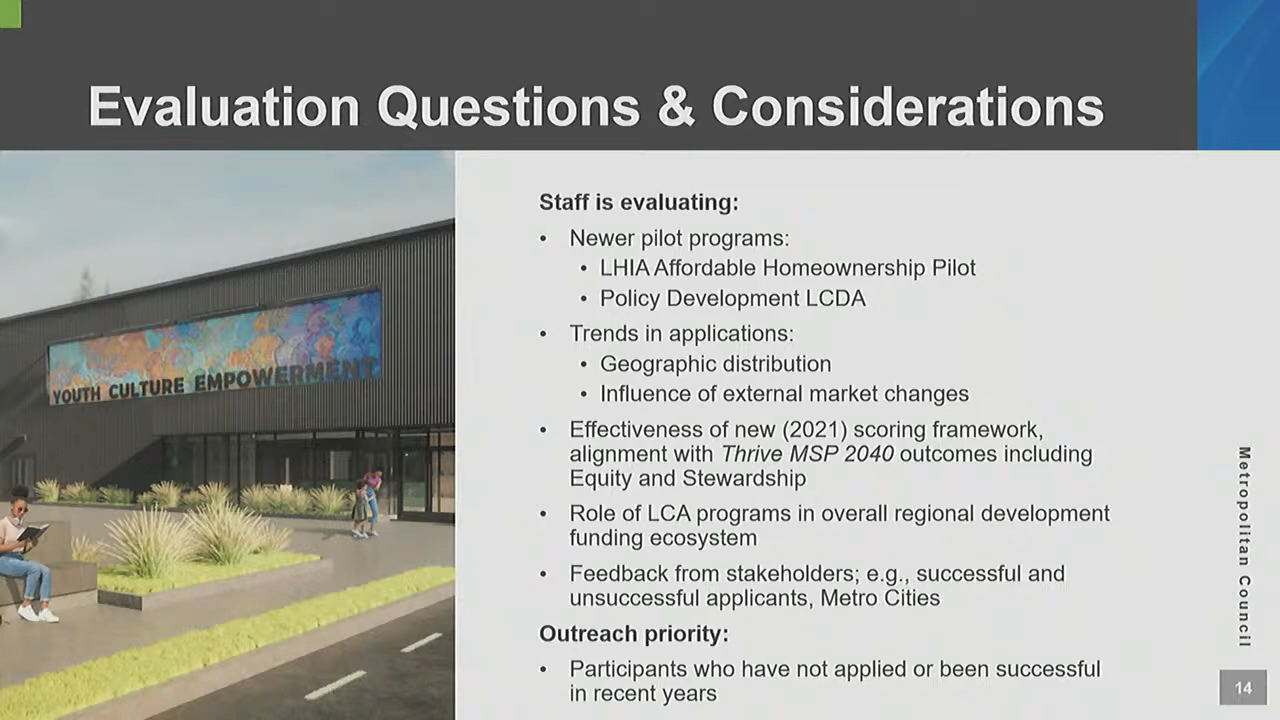 Evaluation Questions & Considerations
YOUTH CULTURE EMPOWERMENT
Staff is evaluating:
• Newer pilot programs:
• LHIA Affordable Homeownership Pilot
• Policy Development LCDA
• Trends in applications:
• Geographic distribution
• Influence of external market changes
• Effectiveness of new (2021) scoring framework,
alignment with Thrive MSP 2040 outcomes including
Equity and Stewardship
• Role of LCA programs in overall regional development
funding ecosystem
• Feedback from stakeholders; e.g., successful and
unsuccessful applicants, Metro Cities
Outreach priority:
• Participants who have not applied or been successful
in recent years
Metropolitan Council
14